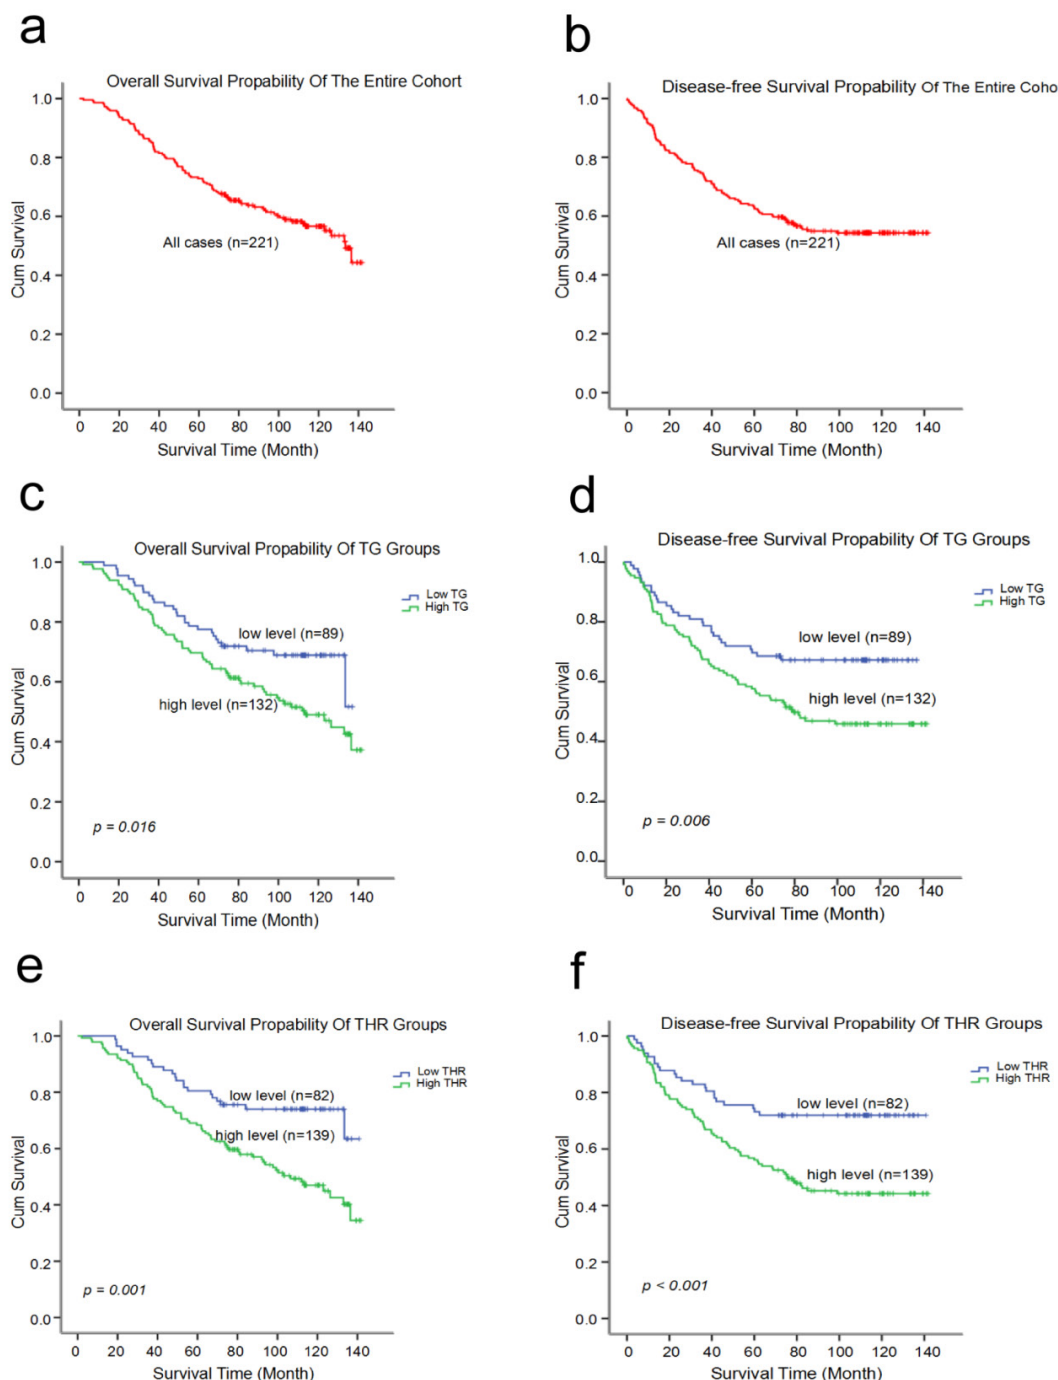 a
Overall Survival Propability Of The Entire Cohort
1.0
0.8
0.6
0.4
0.2
0.0
Cum Survival
All cases (n=221)
0 20 40 60 80 100 120 140
Survival Time (Month)
b
Disease-free Survival Propability Of The Entire Coho
1.0
0.8
0.6
0.4
0.2
0.0
Cum Survival
All cases (n=221)
0 20 40 60 80 100 120 140
Survival Time (Month)
c
Overall Survival Propability Of TG Groups
1.0
0.8
0.6
0.4
0.2
0.0
Cum Survival
Low TG
High TG
low level (n=89)
high level (n=132)
p = 0.016
0 20 40 60 80 100 120 140
Survival Time (Month)
d
Disease-free Survival Propability Of TG Groups
1.0
0.8
0.6
0.4
0.2
0.0
Cum Survival
Low TG
High TG
low level (n=89)
high level (n=132)
p = 0.006
0 20 40 60 80 100 120 140
Survival Time (Month)
e
Overall Survival Propability Of THR Groups
1.0
0.8
0.6
0.4
0.2
0.0
Cum Survival
Low THR
High THR
low level (n=82)
high level (n=139)
p = 0.001
0 20 40 60 80 100 120 140
Survival Time (Month)
f
Disease-free Survival Propability Of THR Groups
1.0
0.8
0.6
0.4
0.2
0.0
Cum Survival
Low THR
High THR
low level (n=82)
high level (n=139)
p < 0.001
0 20 40 60 80 100 120 140
Survival Time (Month)